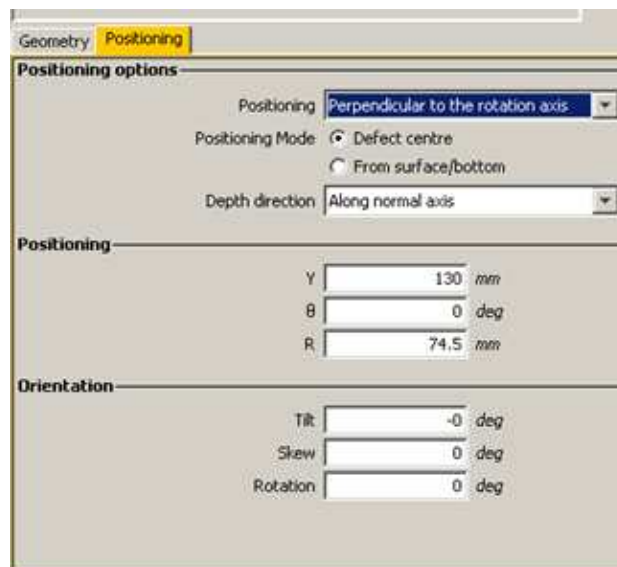 Geometry Positioning
Positioning options
Positioning Perpendicular to the rotation axis
Positioning Mode Defect centre
From surface/bottom
Depth direction Along normal axis
Positioning
Y 130 mm
θ 0 deg
R 74.5 mm
Orientation
Tilt -0 deg
Skew 0 deg
Rotation 0 deg